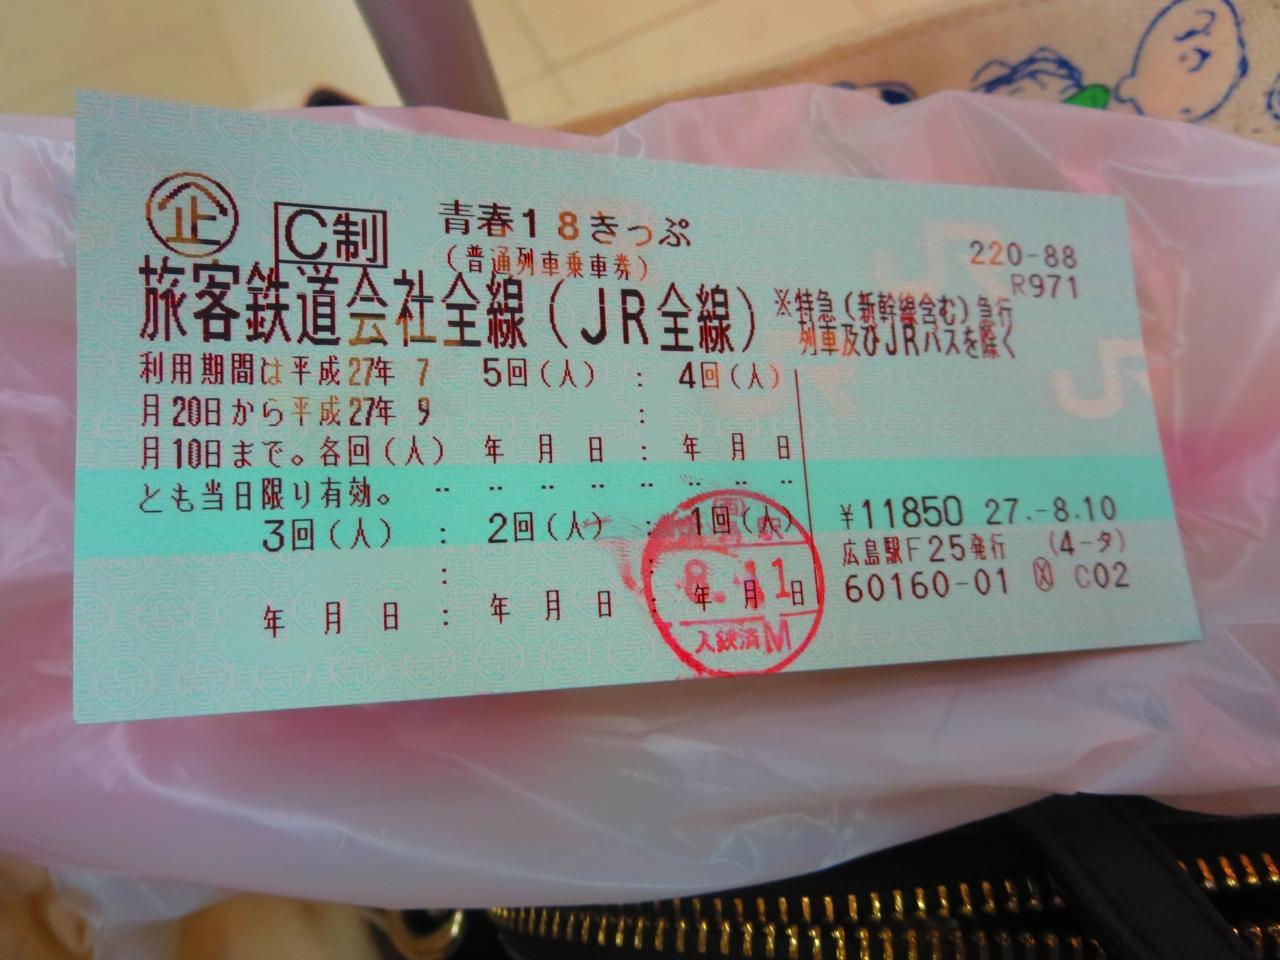 企 C制 青春18きっぷ
(普通列車乗車券)
220-88
R971
旅客鉄道会社全線(JR全線)
※特急(新幹線含む)急行
列車及びJRバスを除く
利用期間は平成27年7
月20日から平成27年9
月10日まで。各回(人)
とも当日限り有効。
5回(人) : 4回(人)
:
年 月 日 : 年 月 日
3回(人) : 2回(人) : 1回(人)
: :
年 月 日 : 年 月 日 : 年 月 日
駅
8.11
入鋏済M
¥11850 27.-8.10
広島駅F25発行 (4-タ)
60160-01 C02